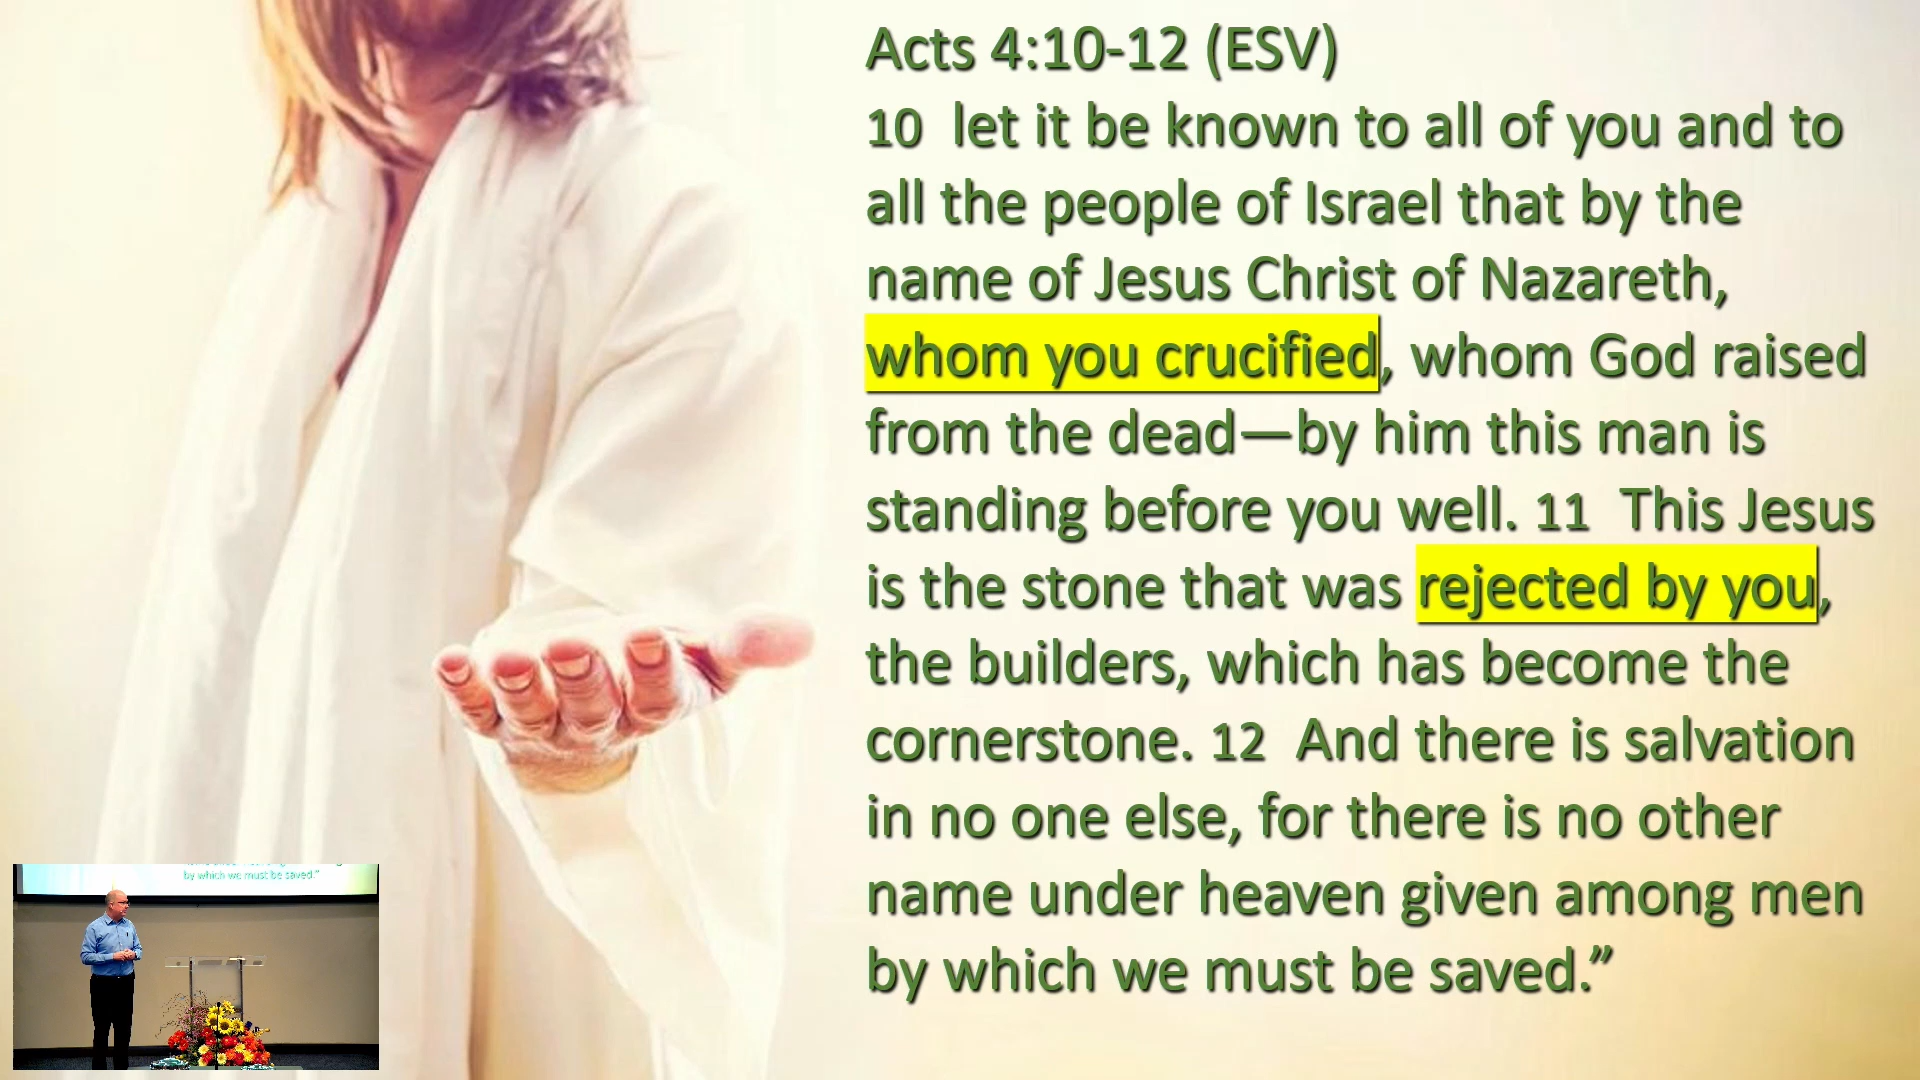 Acts 4:10-12 (ESV)
10  let it be known to all of you and to
all the people of Israel that by the
name of Jesus Christ of Nazareth,
whom you crucified, whom God raised
from the dead—by him this man is
standing before you well. 11  This Jesus
is the stone that was rejected by you,
the builders, which has become the
cornerstone. 12  And there is salvation
in no one else, for there is no other
name under heaven given among men
by which we must be saved.”
by which we must be saved.”